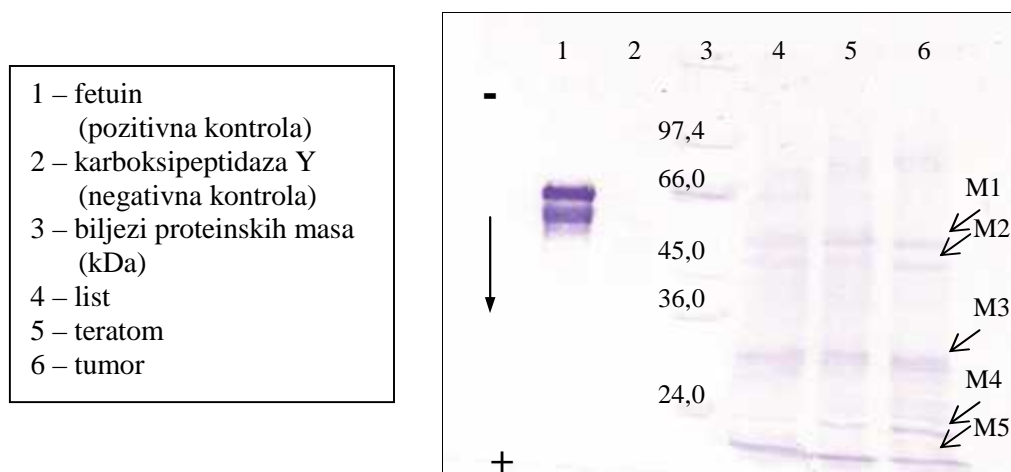 1 – fetuin
(pozitivna kontrola)
2 – karboksipeptidaza Y
(negativna kontrola)
3 – biljezi proteinskih masa
(kDa)
4 – list
5 – teratom
6 – tumor
1 2 3 4 5 6
-
97,4
66,0
45,0
36,0
24,0
+
M1
M2
M3
M4
M5